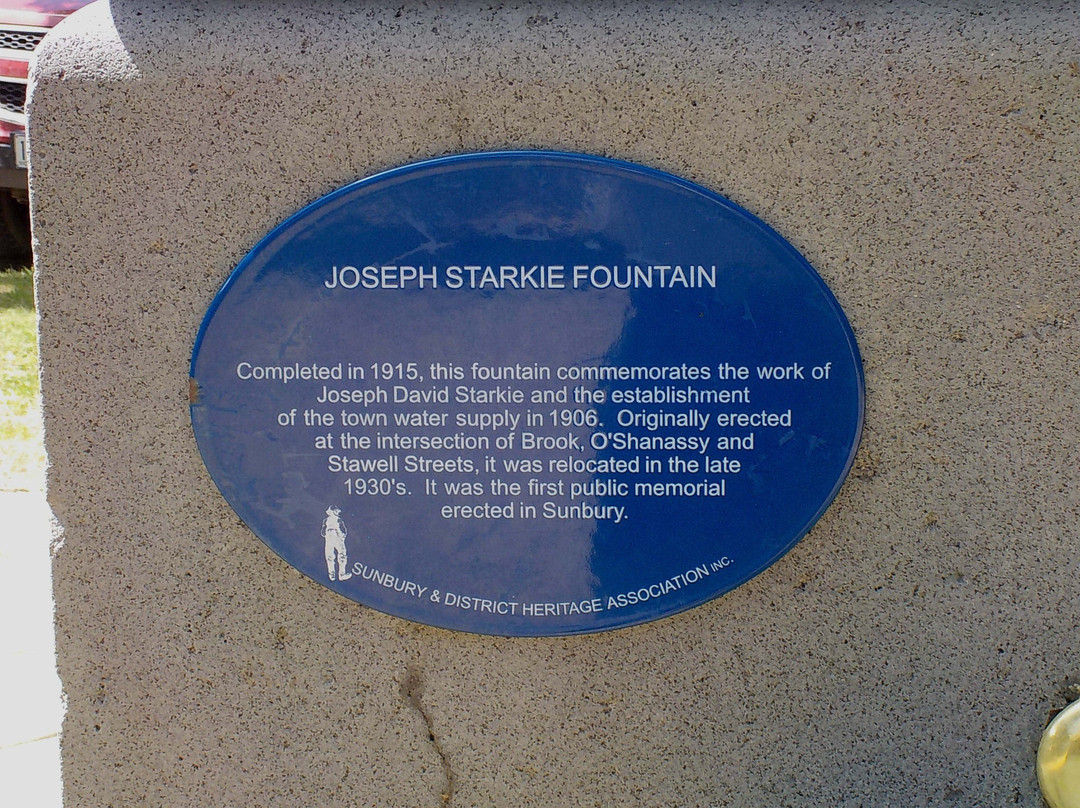 JOSEPH STARKIE FOUNTAIN
Completed in 1915, this fountain commemorates the work of
Joseph David Starkie and the establishment
of the town water supply in 1906. Originally erected
at the intersection of Brook, O'Shanassy and
Stawell Streets, it was relocated in the late
1930's. It was the first public memorial
erected in Sunbury.
SUNBURY & DISTRICT HERITAGE ASSOCIATION INC.